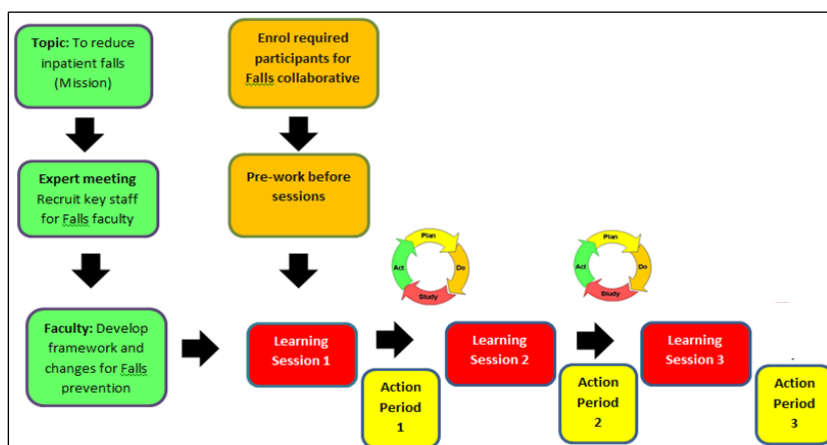 Topic: To reduce
inpatient falls
(Mission)
Enrol required
participants for
Falls collaborative
Expert meeting
Recruit key staff
for Falls faculty
Pre-work before
sessions
Plan
Do
Study
Act
Plan
Do
Study
Act
Faculty: Develop
framework and
changes for Falls
prevention
Learning
Session 1
Learning
Session 2
Learning
Session 3
Action
Period
1
Action
Period
2
Action
Period 3